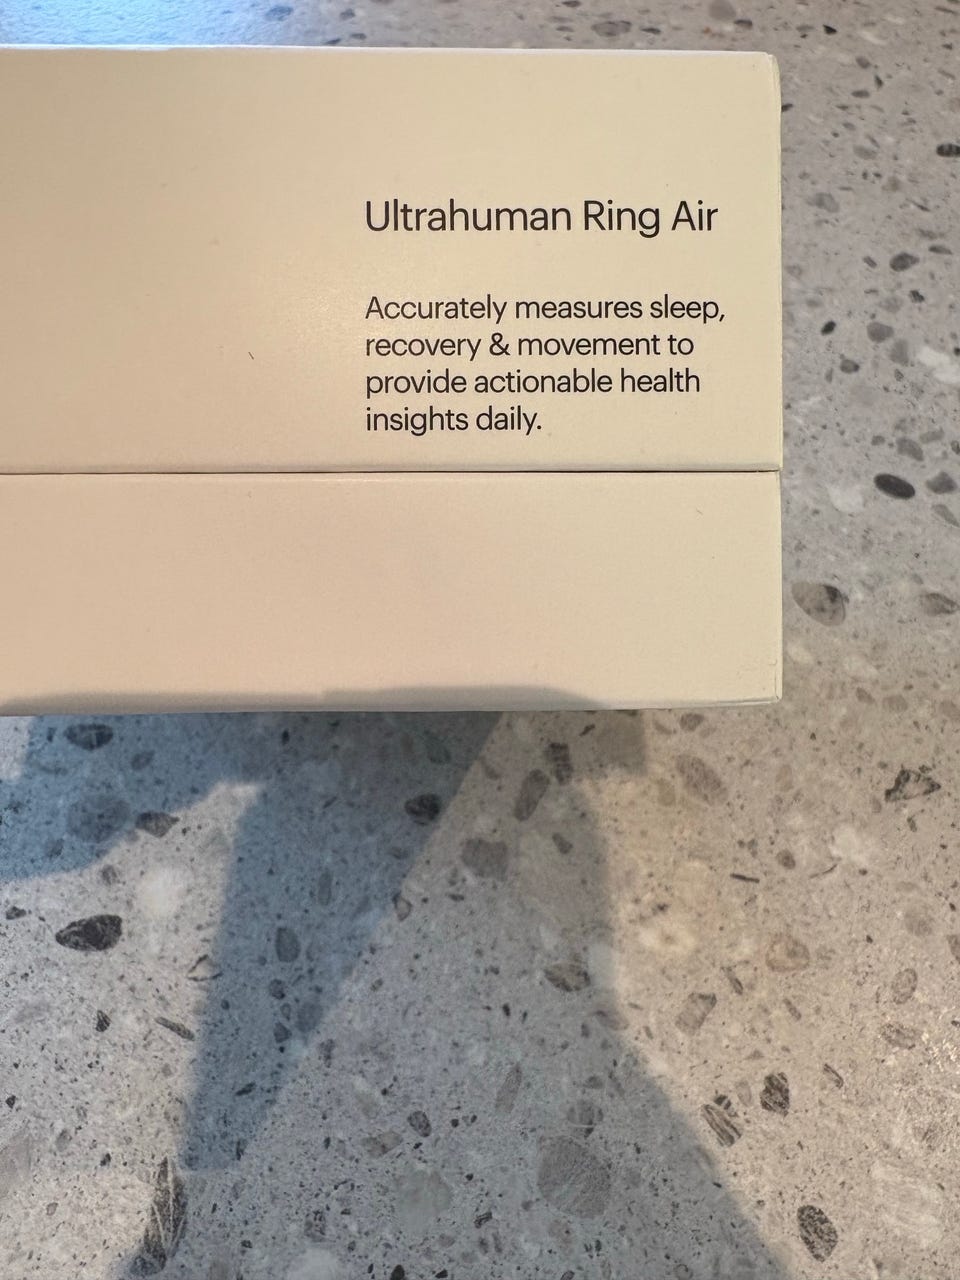 Ultrahuman Ring Air
Accurately measures sleep,
recovery & movement to
provide actionable health
insights daily.